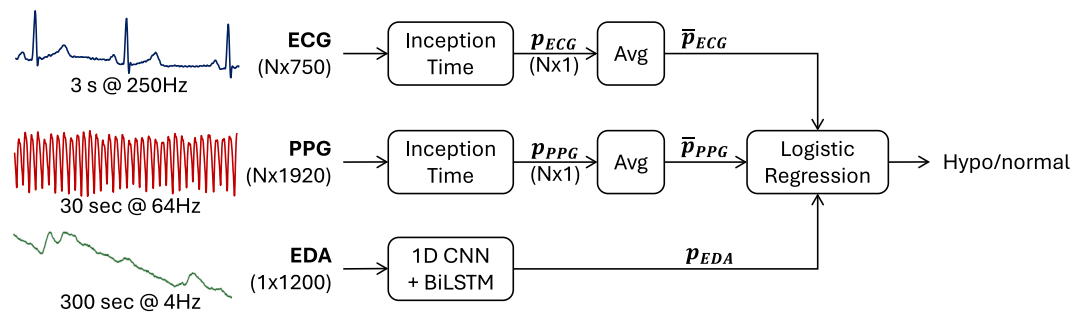 ECG
(Nx750)
3 s @ 250Hz
Inception
Time
p_ECG
(Nx1)
Avg
p̅_ECG
PPG
(Nx1920)
30 sec @ 64Hz
Inception
Time
p_PPG
(Nx1)
Avg
p̅_PPG
Logistic
Regression
Hypo/normal
EDA
(1x1200)
300 sec @ 4Hz
1D CNN
+ BiLSTM
p_EDA